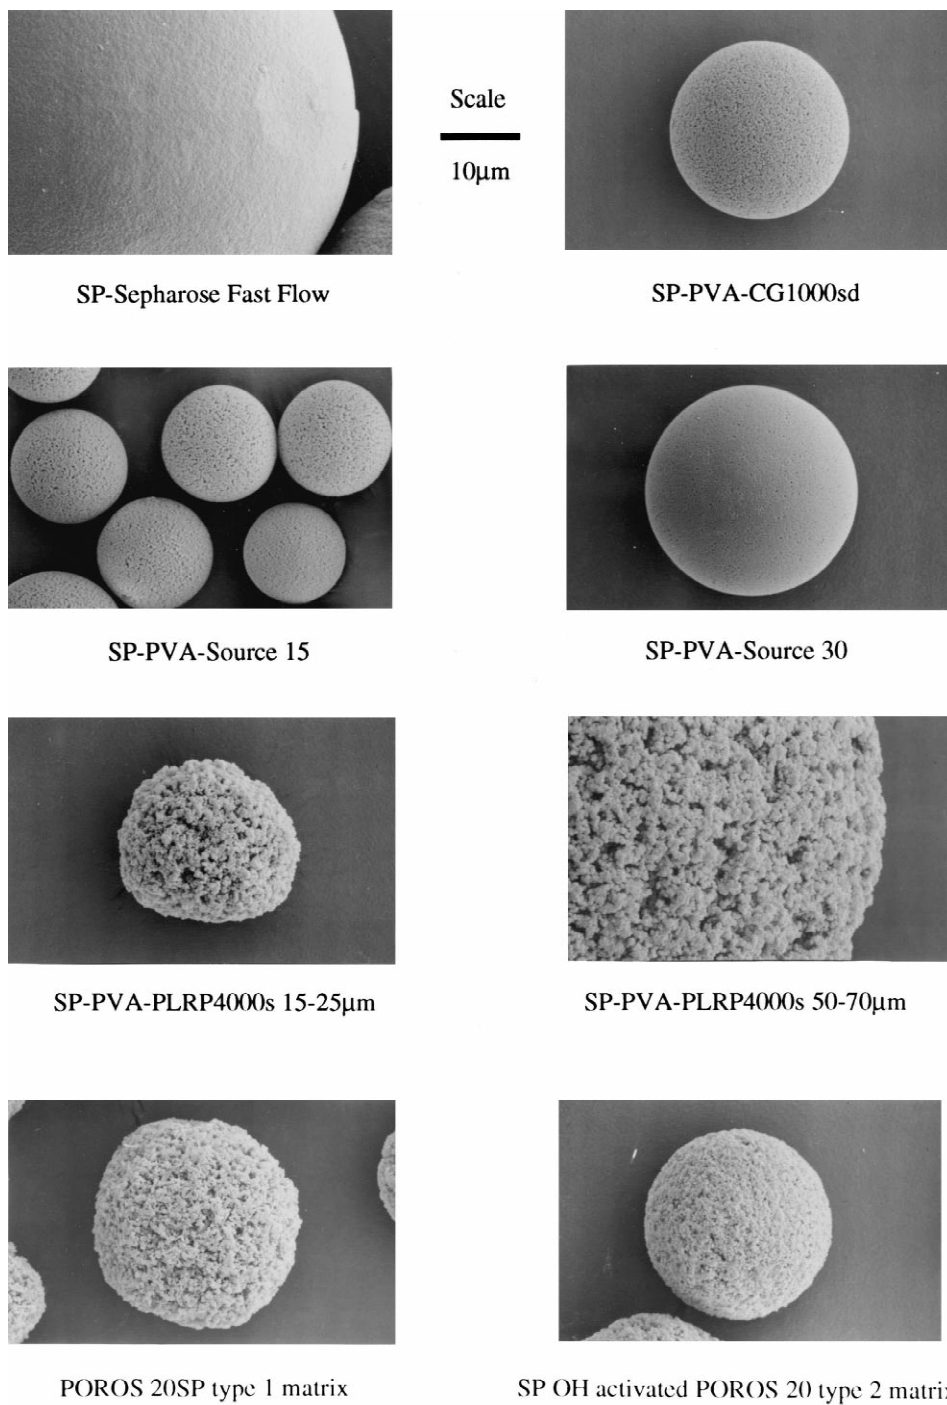 Scale
10μm
SP-Sepharose Fast Flow
SP-PVA-CG1000sd
SP-PVA-Source 15
SP-PVA-Source 30
SP-PVA-PLRP4000s 15-25μm
SP-PVA-PLRP4000s 50-70μm
POROS 20SP type 1 matrix
SP OH activated POROS 20 type 2 matrix